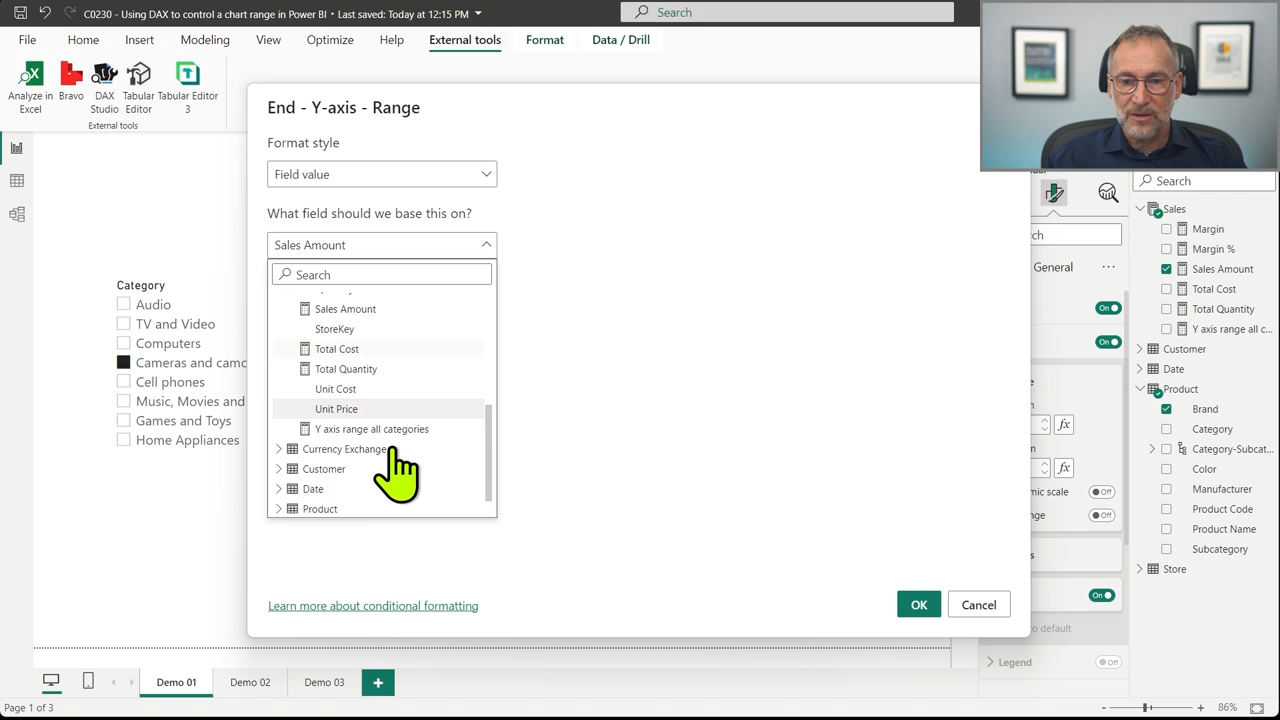 C0230 - Using DAX to control a chart range in Power BI • Last saved: Today at 12:15 PM
Search
File
Home
Insert
Modeling
View
Optimize
Help
External tools
Format
Data / Drill
Analyze in
Excel
Bravo
DAX
Studio
Tabular
Editor
Tabular Editor
3
External tools
End - Y-axis - Range
Format style
Field value
What field should we base this on?
Sales Amount
Search
Sales Amount
StoreKey
Total Cost
Total Quantity
Unit Cost
Unit Price
Y axis range all categories
Currency Exchange
Customer
Date
Product
Learn more about conditional formatting
OK
Cancel
Category
Audio
TV and Video
Computers
Cameras and camc
Cell phones
Music, Movies and
Games and Toys
Home Appliances
General
On
On
fx
fx
Off
Off
On
Legend
Off
Search
Sales
Margin
Margin %
Sales Amount
Total Cost
Total Quantity
Y axis range all c...
Customer
Date
Product
Brand
Category
Category-Subcat...
Color
Manufacturer
Product Code
Product Name
Subcategory
Store
Demo 01
Demo 02
Demo 03
Page 1 of 3
86%